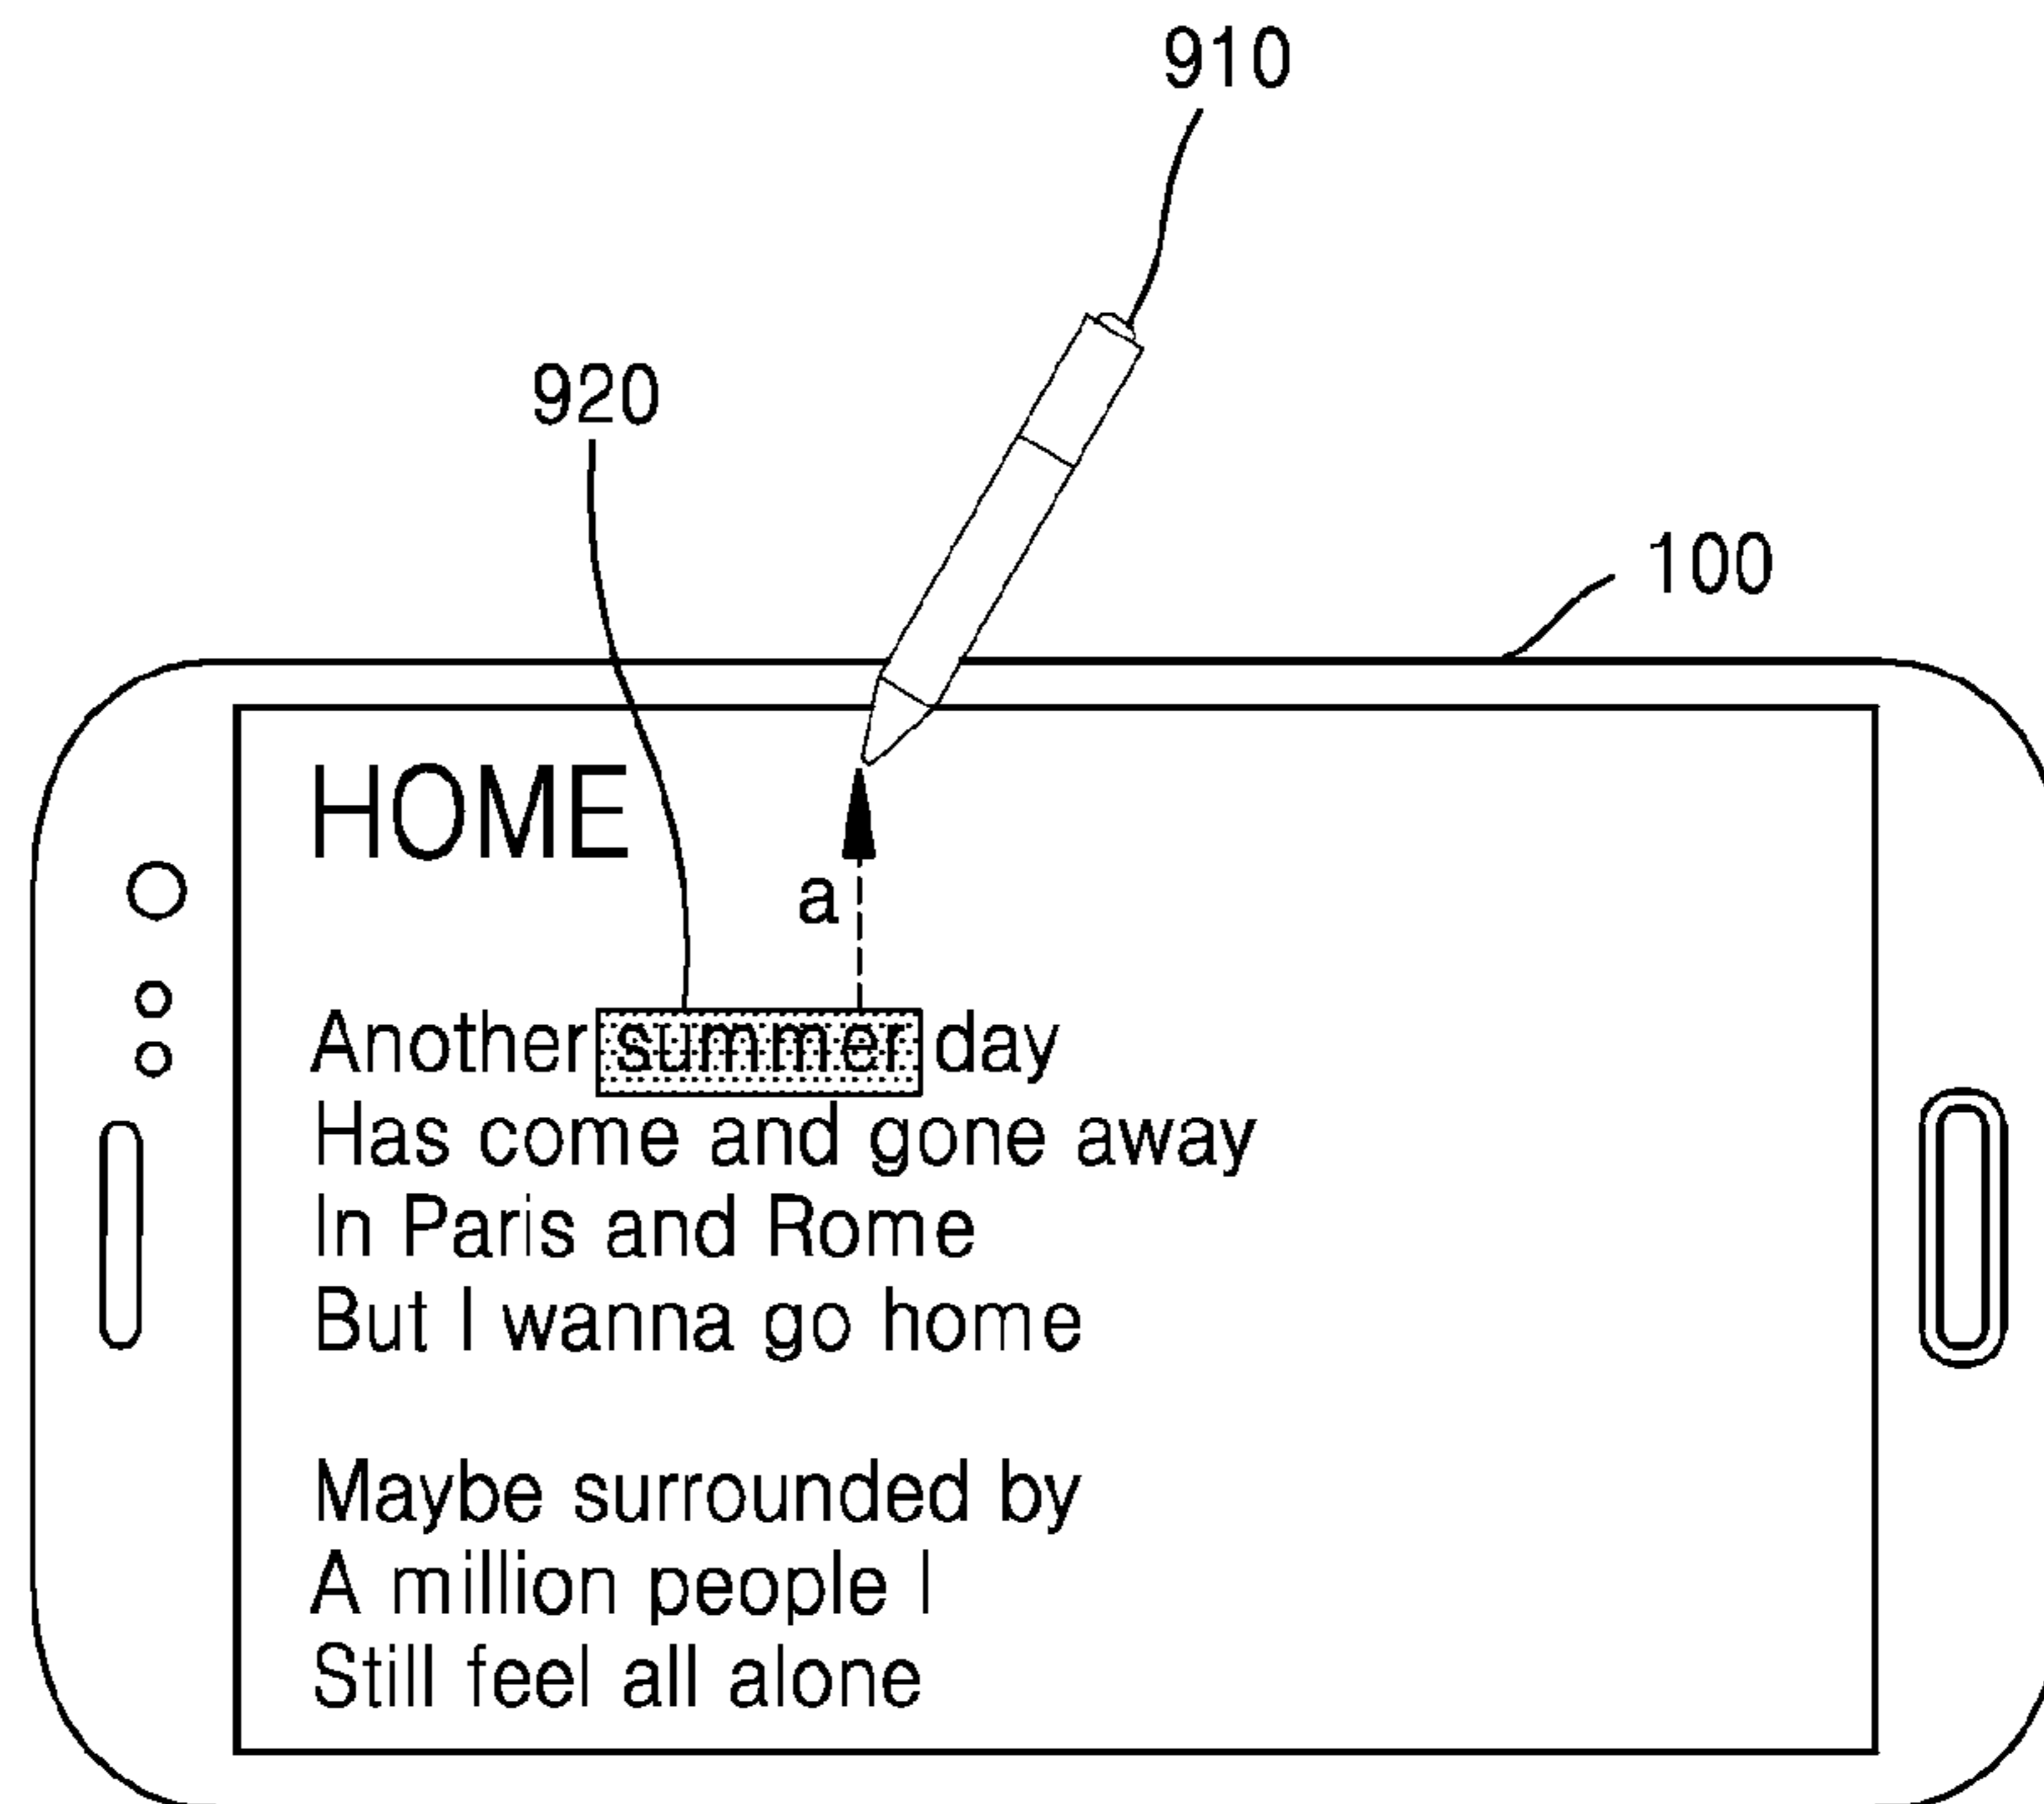 910
920
100
HOME
a
Another summer day
Has come and gone away
In Paris and Rome
But I wanna go home
Maybe surrounded by
A million people I
Still feel all alone